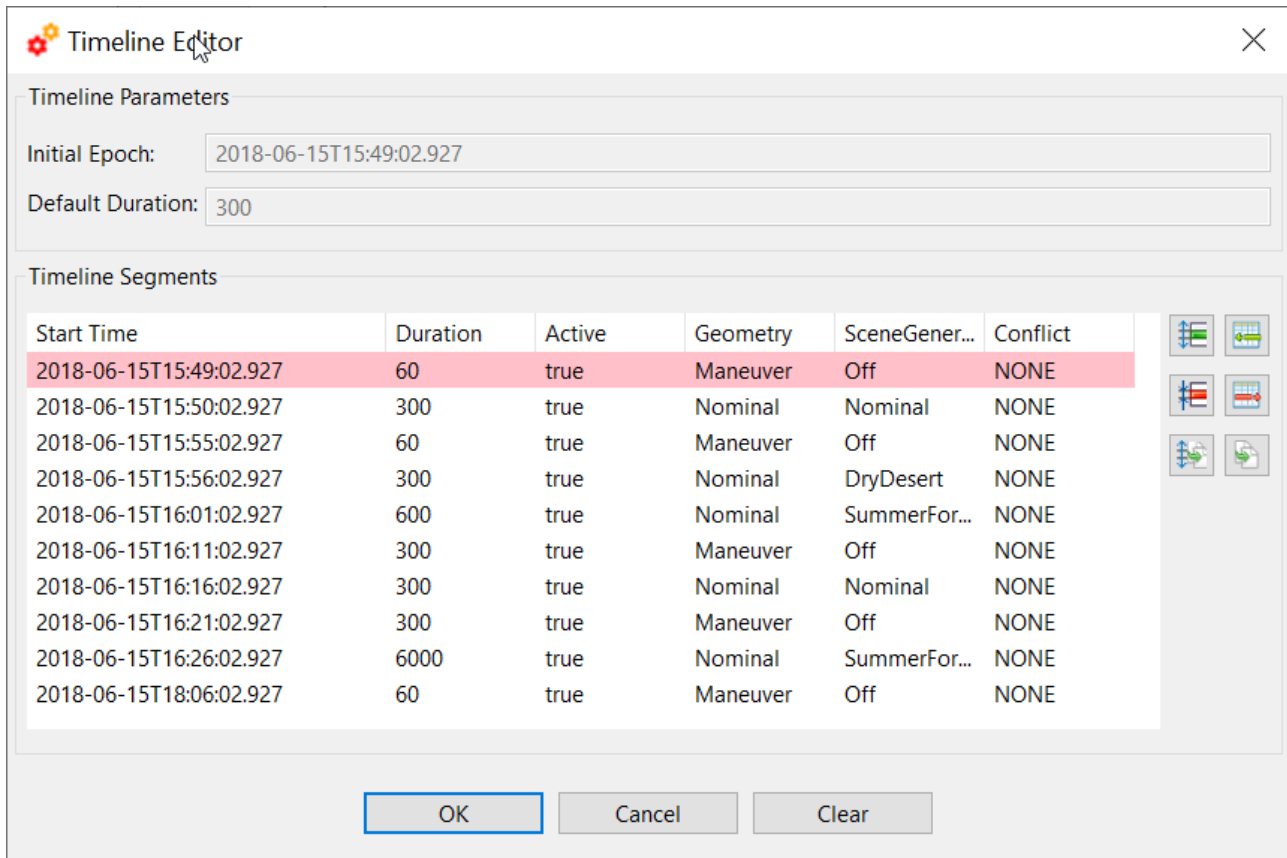 Timeline Editor
Timeline Parameters
Initial Epoch: 2018-06-15T15:49:02.927
Default Duration: 300
Timeline Segments
Start Time Duration Active Geometry SceneGener... Conflict
2018-06-15T15:49:02.927 60 true Maneuver Off NONE
2018-06-15T15:50:02.927 300 true Nominal Nominal NONE
2018-06-15T15:55:02.927 60 true Maneuver Off NONE
2018-06-15T15:56:02.927 300 true Nominal DryDesert NONE
2018-06-15T16:01:02.927 600 true Nominal SummerFor... NONE
2018-06-15T16:11:02.927 300 true Maneuver Off NONE
2018-06-15T16:16:02.927 300 true Nominal Nominal NONE
2018-06-15T16:21:02.927 300 true Maneuver Off NONE
2018-06-15T16:26:02.927 6000 true Nominal SummerFor... NONE
2018-06-15T18:06:02.927 60 true Maneuver Off NONE
OK Cancel Clear